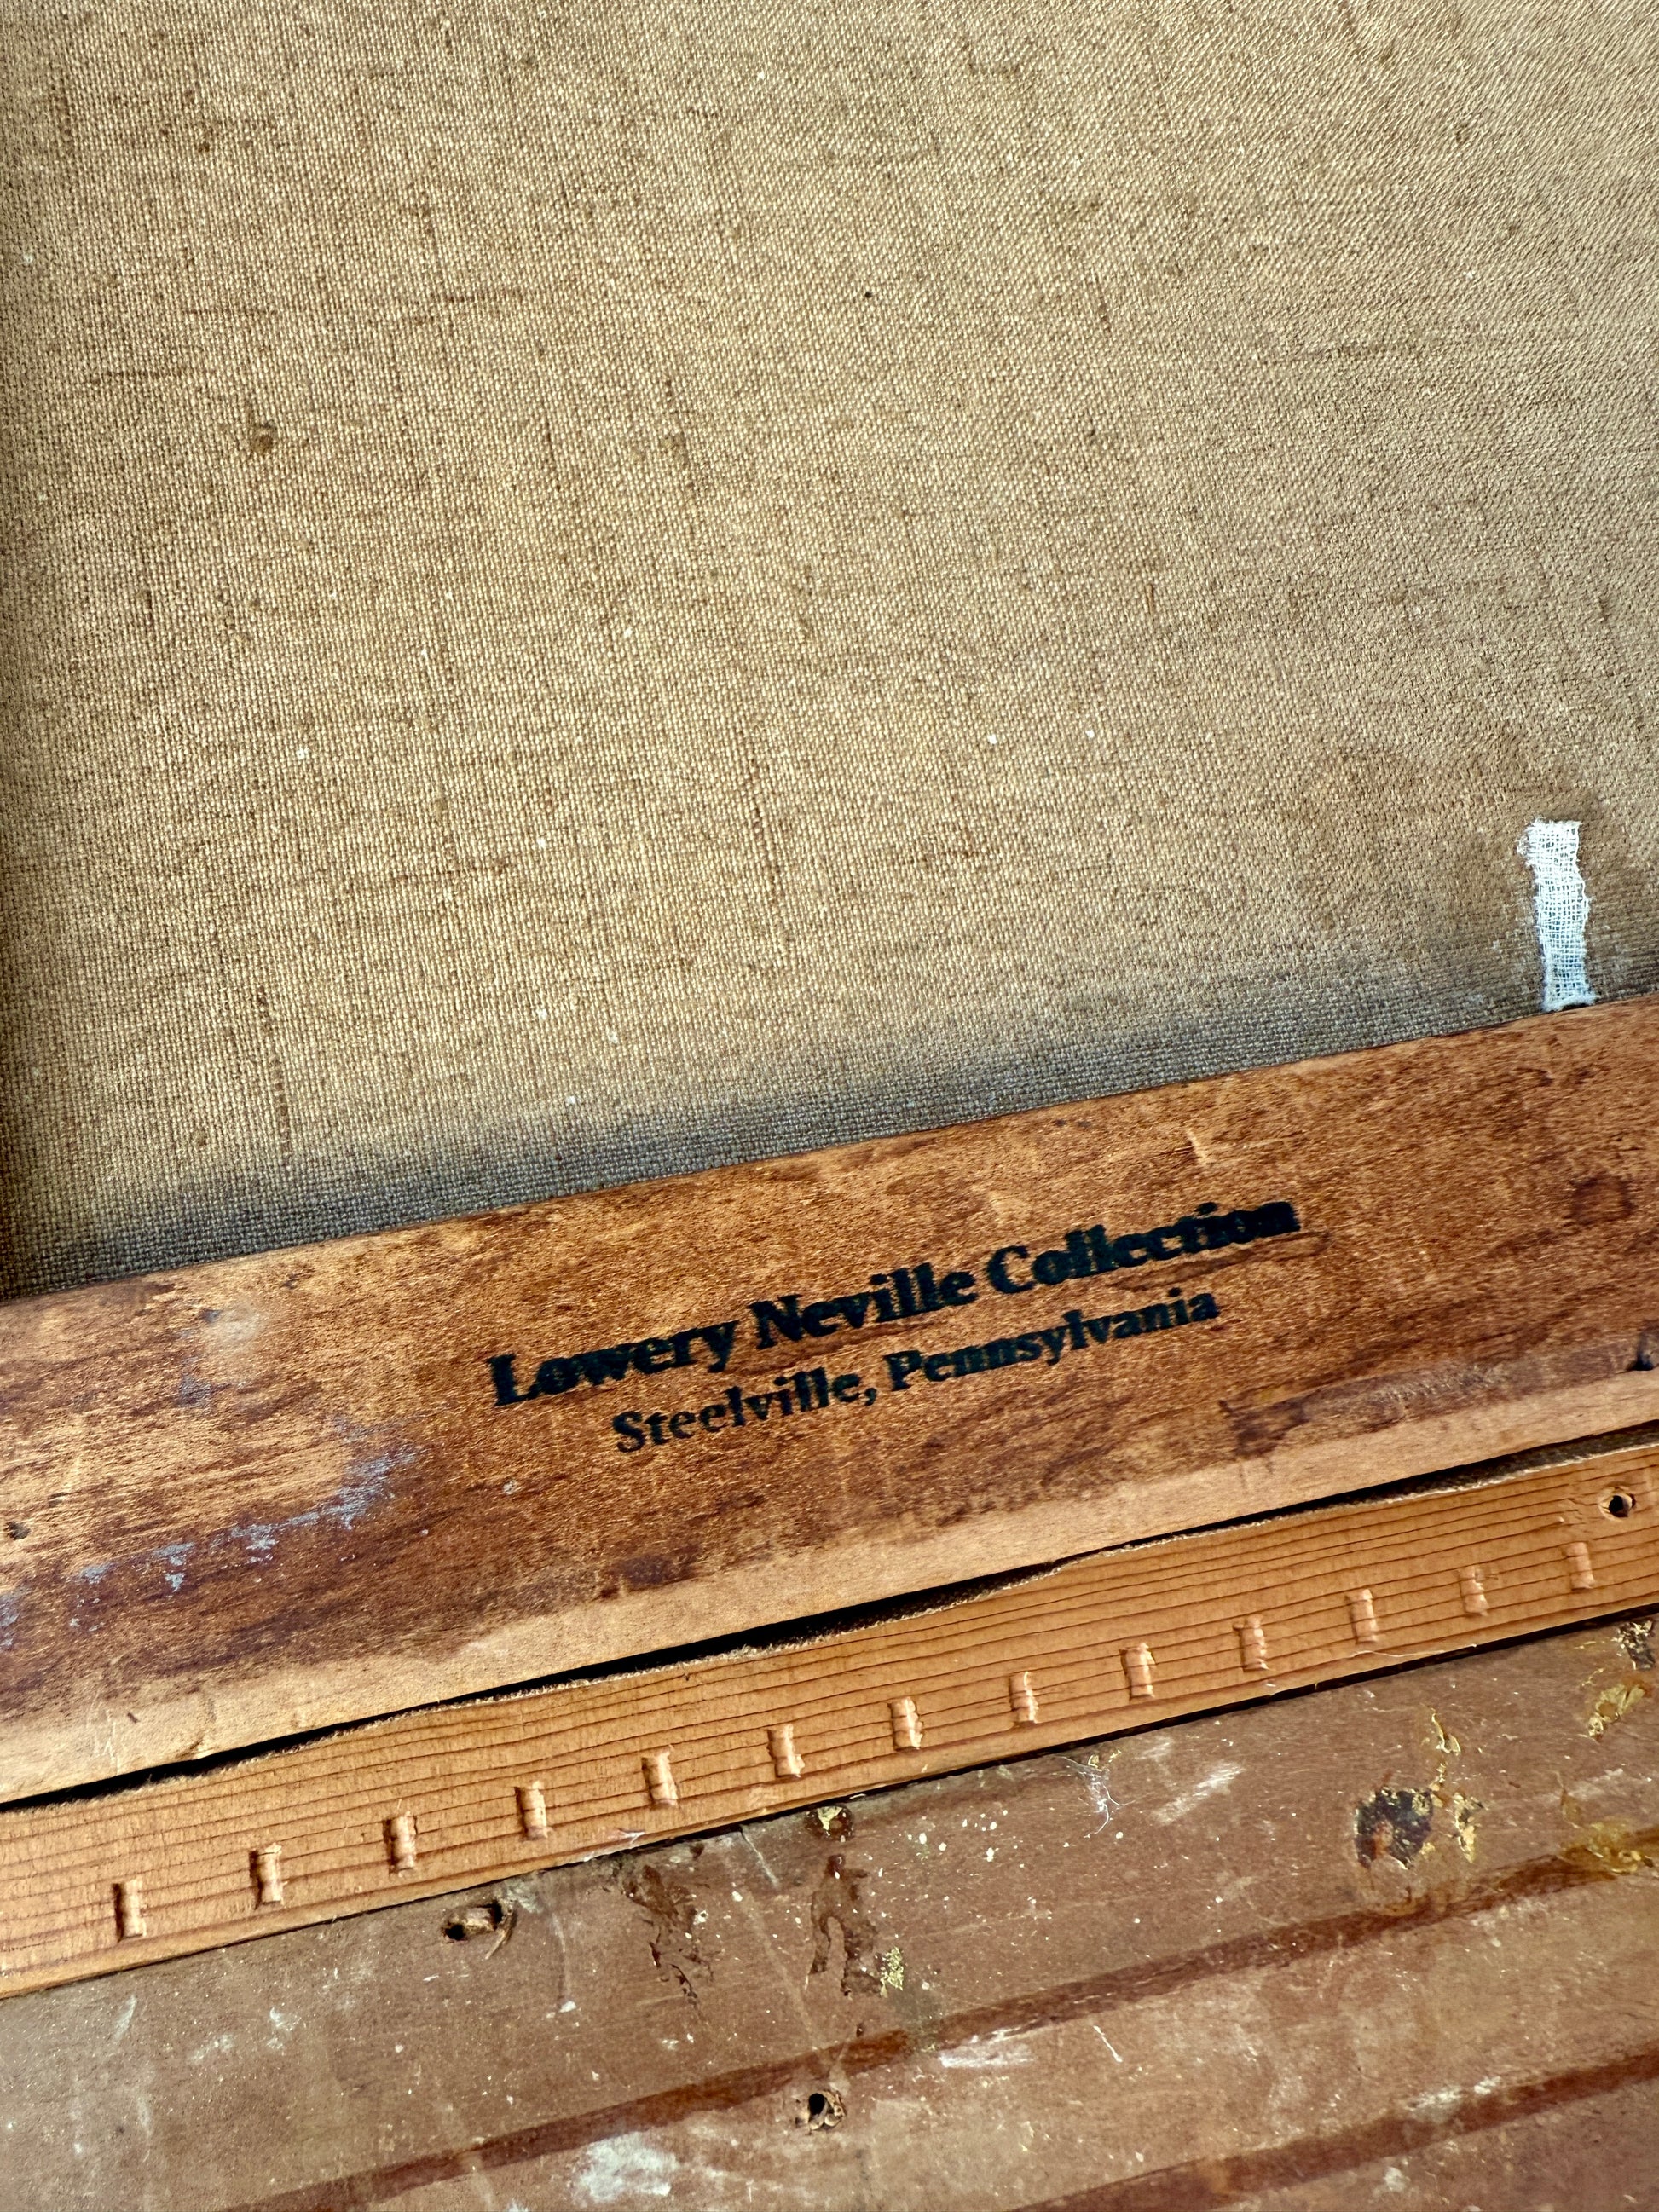 Lowery Neville Collection
Steelville, Pennsylvania